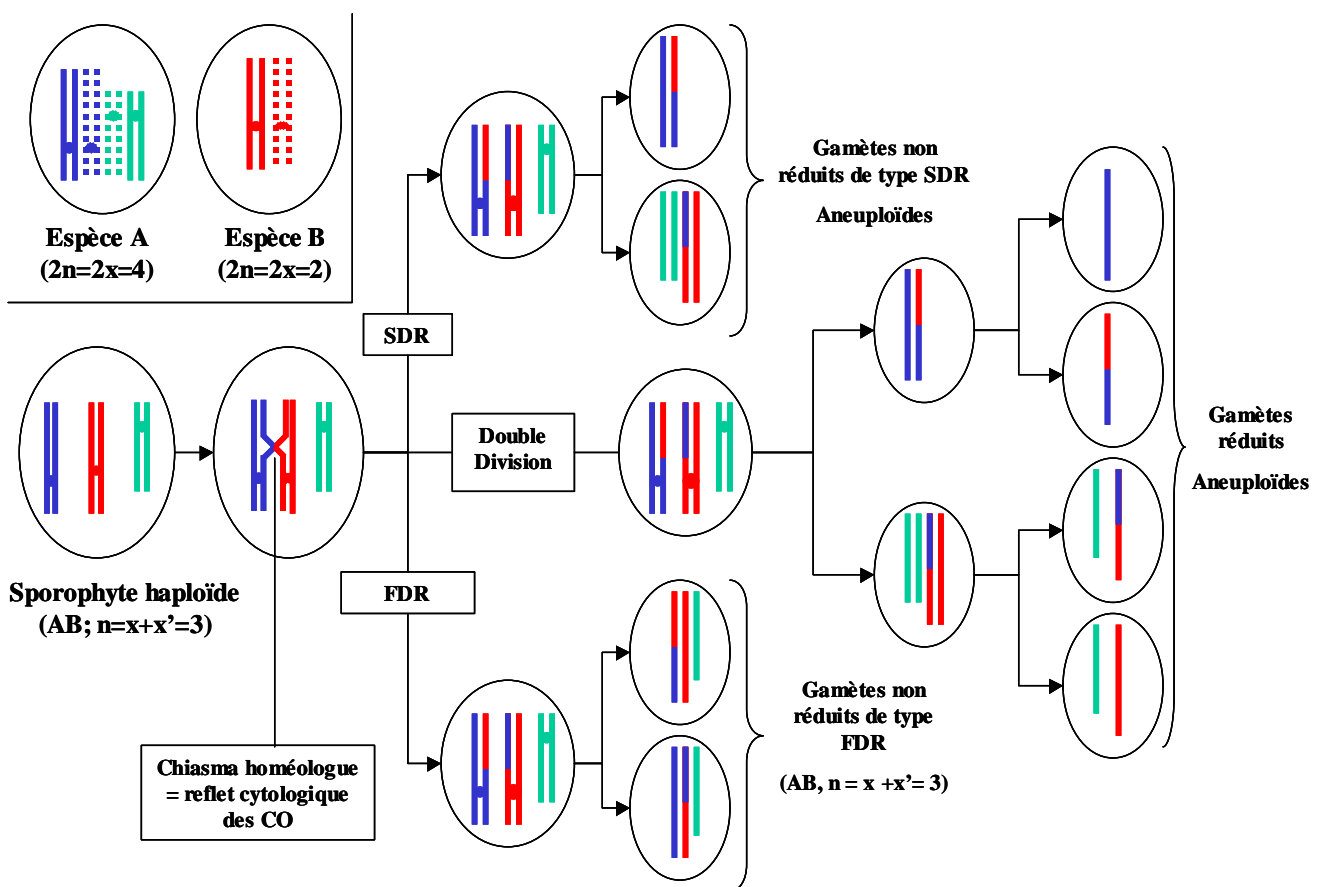 Espèce A
(2n=2x=4)
Espèce B
(2n=2x=2)
Gamètes non
réduits de type SDR
Aneuploïdes
SDR
Double
Division
Gamètes
réduits
Aneuploïdes
Sporophyte haploïde
(AB; n=x+x’=3)
FDR
Gamètes non
réduits de type
FDR
(AB, n = x +x’= 3)
Chiasma homéologue
= reflet cytologique
des CO